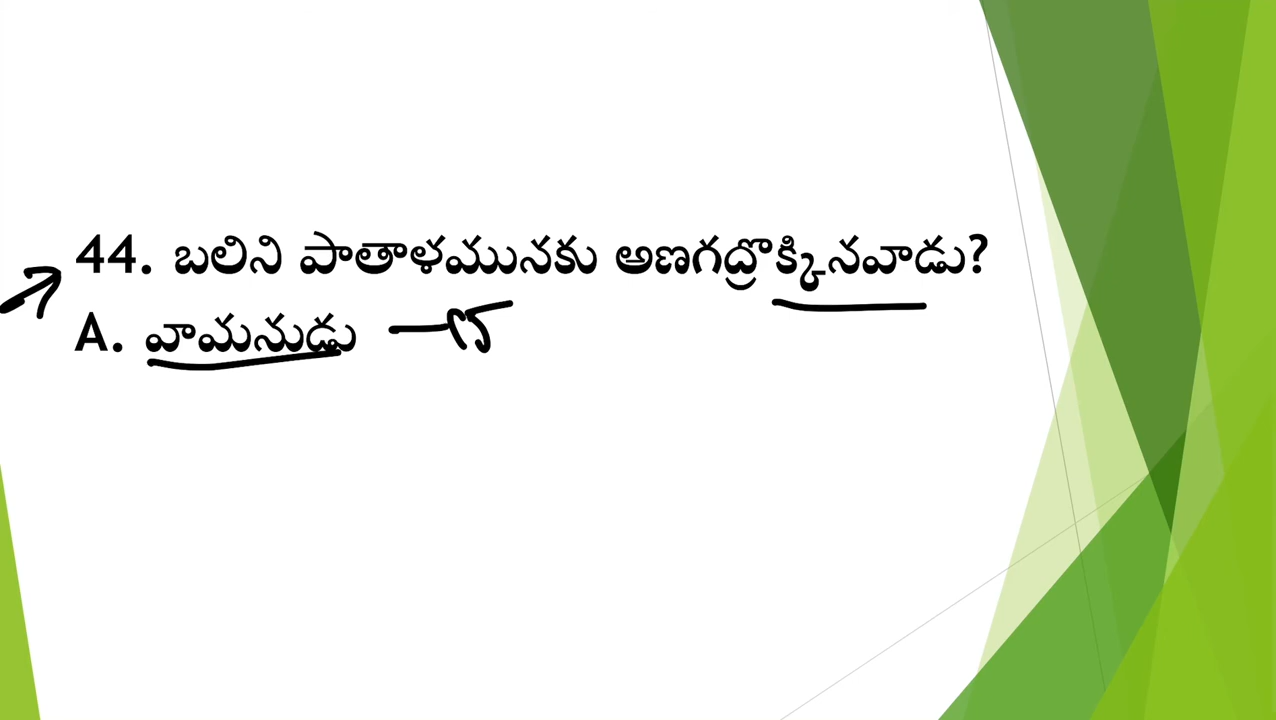 44. బలిని పాతాళమునకు అణగద్రొక్కినవాడు?
A. వామనుడు